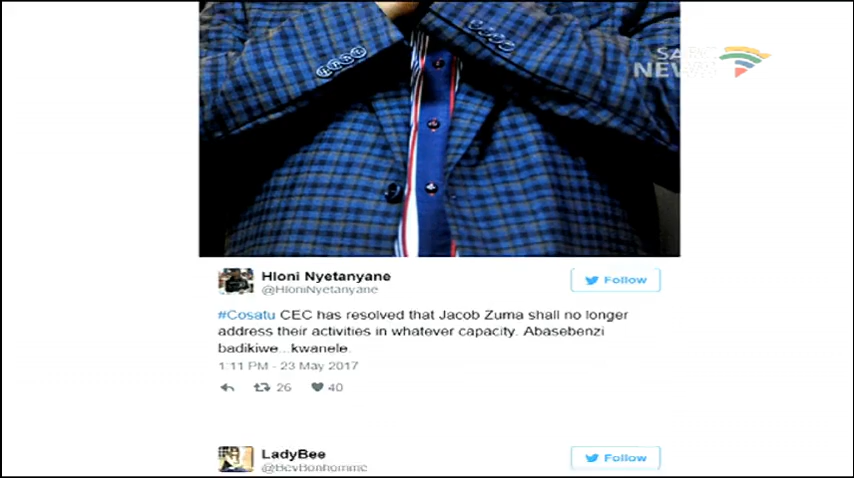 SABC
NEWS
Hloni Nyetanyane
Follow
@HloniNyetanyane
#Cosatu CEC has resolved that Jacob Zuma shall no longer
address their activities in whatever capacity. Abasebenzi
badikiwe...kwanele.
1:11 PM - 23 May 2017
26 40
LadyBee
Follow
@BevBonhomme